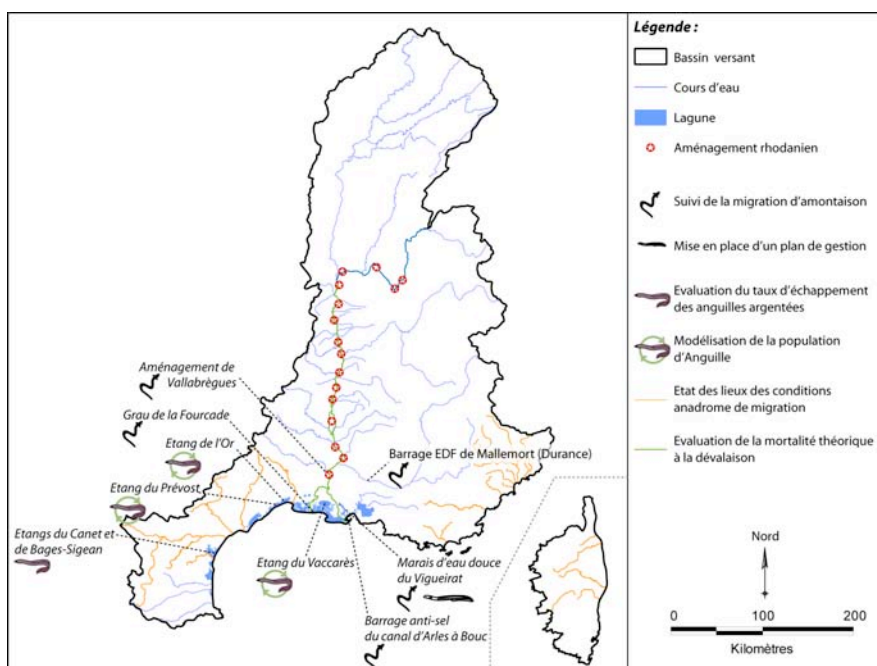 Légende :
Bassin versant
Cours d'eau
Lagune
Aménagement rhodanien
Suivi de la migration d'amontaison
Mise en place d'un plan de gestion
Evaluation du taux d'échappement
des anguilles argentées
Modélisation de la population
d'Anguille
Etat des lieux des conditions
anadrome de migration
Evaluation de la mortalité théorique
à la dévalaison
Aménagement de
Vallabrègues
Grau de la Fourcade
Etang de l'Or
Barrage EDF de Mallemort (Durance)
Etang du Prévost
Etangs du Canet et
de Bages-Sigean
Etang du Vaccarès
Marais d'eau douce
du Vigueirat
Barrage anti-sel
du canal d'Arles à Bouc
Nord
0 100 200
Kilomètres